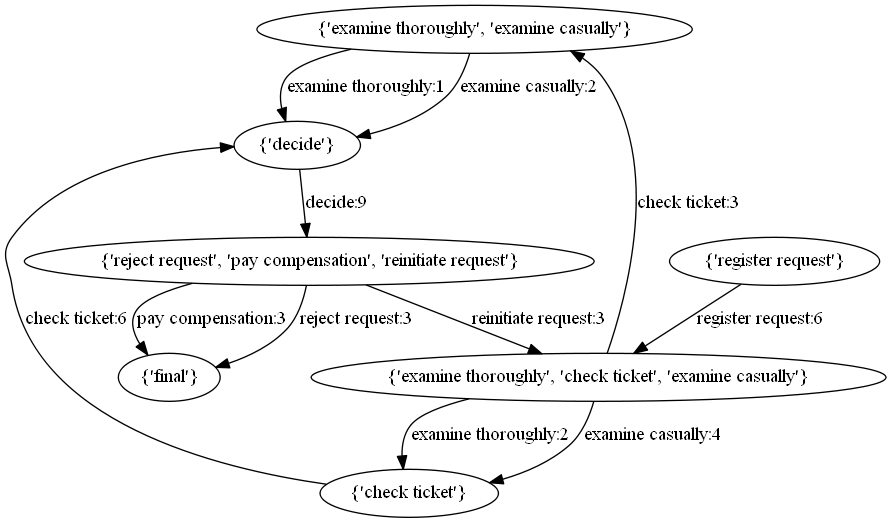 {'examine thoroughly', 'examine casually'}
examine thoroughly:1
examine casually:2
{'decide'}
decide:9
check ticket:3
{'reject request', 'pay compensation', 'reinitiate request'}
{'register request'}
check ticket:6
pay compensation:3
reject request:3
reinitiate request:3
register request:6
{'final'}
{'examine thoroughly', 'check ticket', 'examine casually'}
examine thoroughly:2
examine casually:4
{'check ticket'}